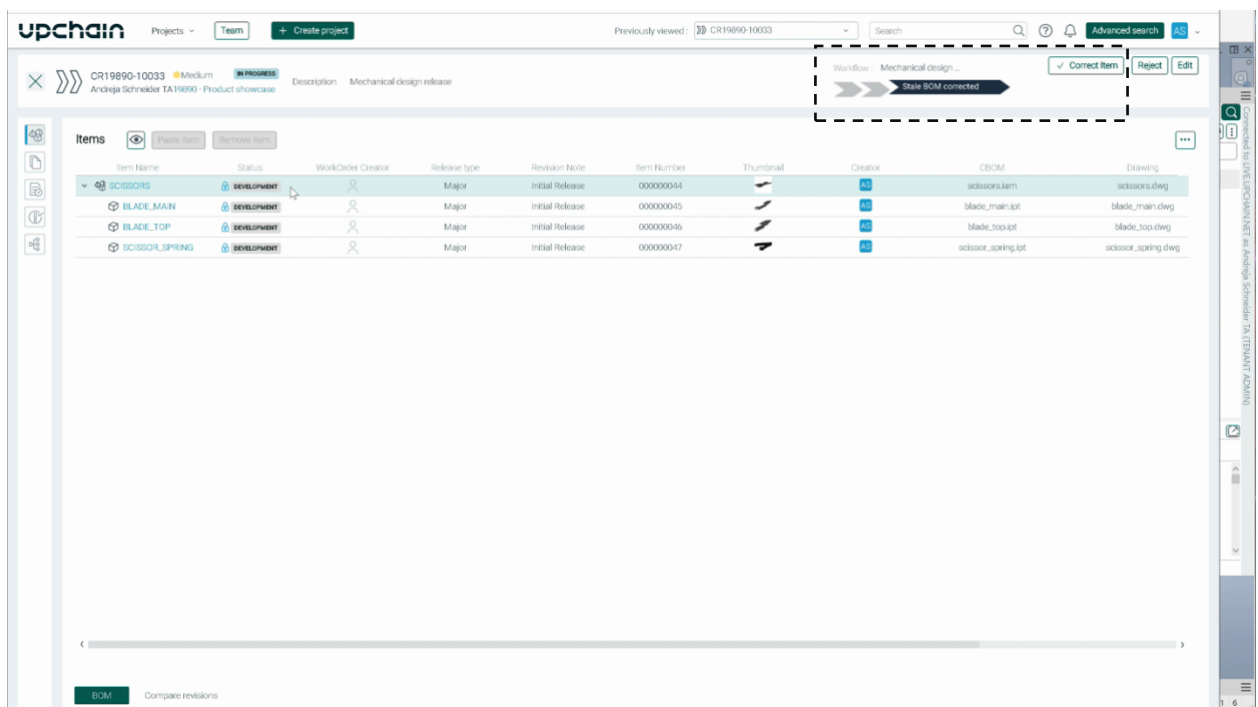 upchain Projects Team + Create project Previously viewed : CR19890-10033 Search Advanced search AS
CR19890-10033 Medium IN PROGRESS
Andreja Schneider TA 19890 - Product showcase
Description Mechanical design release
Workflow : Mechanical design ...
Stale BOM corrected
Correct Item Reject Edit
Items Paste Item Remove Item ...
Item Name Status WorkOrder Creator Release type Revision Note Item Number Thumbnail Creator CBOM Drawing
SCISSORS DEVELOPMENT Major Initial Release 000000044 AS scissors.iam scissors.dwg
BLADE_MAIN DEVELOPMENT Major Initial Release 000000045 AS blade_main.ipt blade_main.dwg
BLADE_TOP DEVELOPMENT Major Initial Release 000000046 AS blade_top.ipt blade_top.dwg
SCISSOR_SPRING DEVELOPMENT Major Initial Release 000000047 AS scissor_spring.ipt scissor_spring.dwg
BOM Compare revisions
Connected to LIVE.UPCHAIN.NET as Andreja Schneider TA (TENANT ADMIN)
1 6